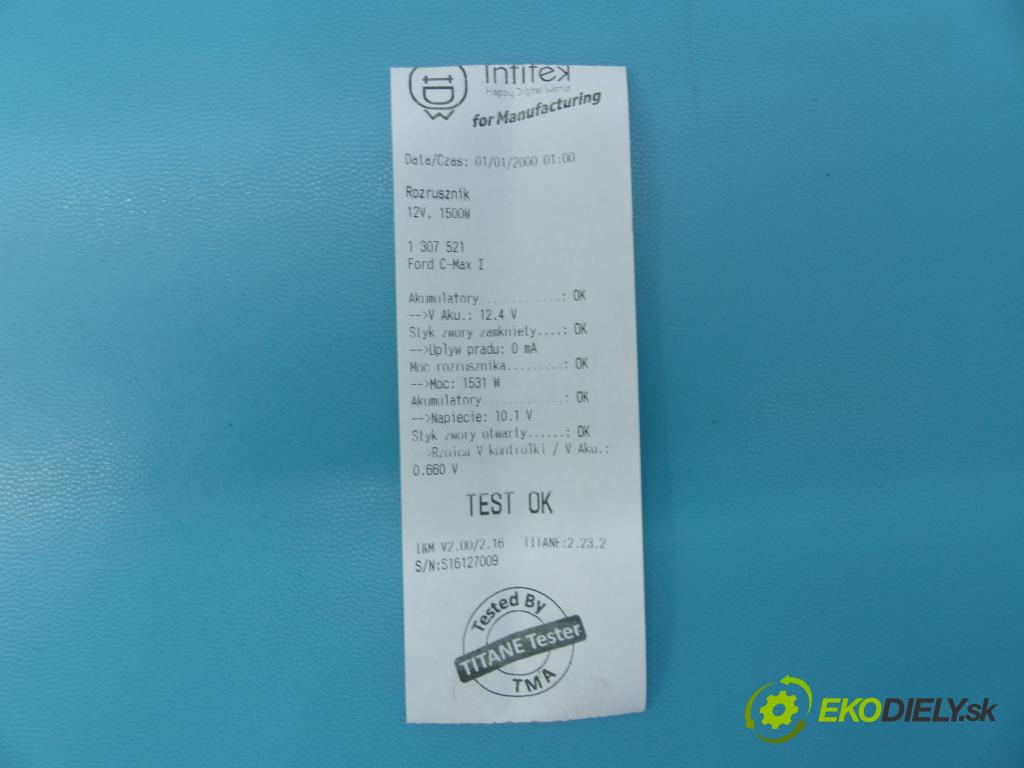 Infitek
Happy Digital World
for Manufacturing
Data/Czas: 01/01/2000 01:00
Rozrusznik
12V, 1500W
1 307 521
Ford C-Max I
Akumulatory............: OK
-->V Aku.: 12.4 V
Styk zwory zamkniety....: OK
-->Uplyw pradu: 0 mA
Moc rozrusznika.........: OK
-->Moc: 1531 W
Akumulatory............: OK
-->Napiecie: 10.1 V
Styk zwory otwarty......: OK
-->Rznica V kontrolki / V Aku.:
0.660 V
TEST OK
I&M V2.00/2.16 TITANE:2.23.2
S/N:S16127009
Tested By
TITANE Tester
TMA
EKODIELY.sk